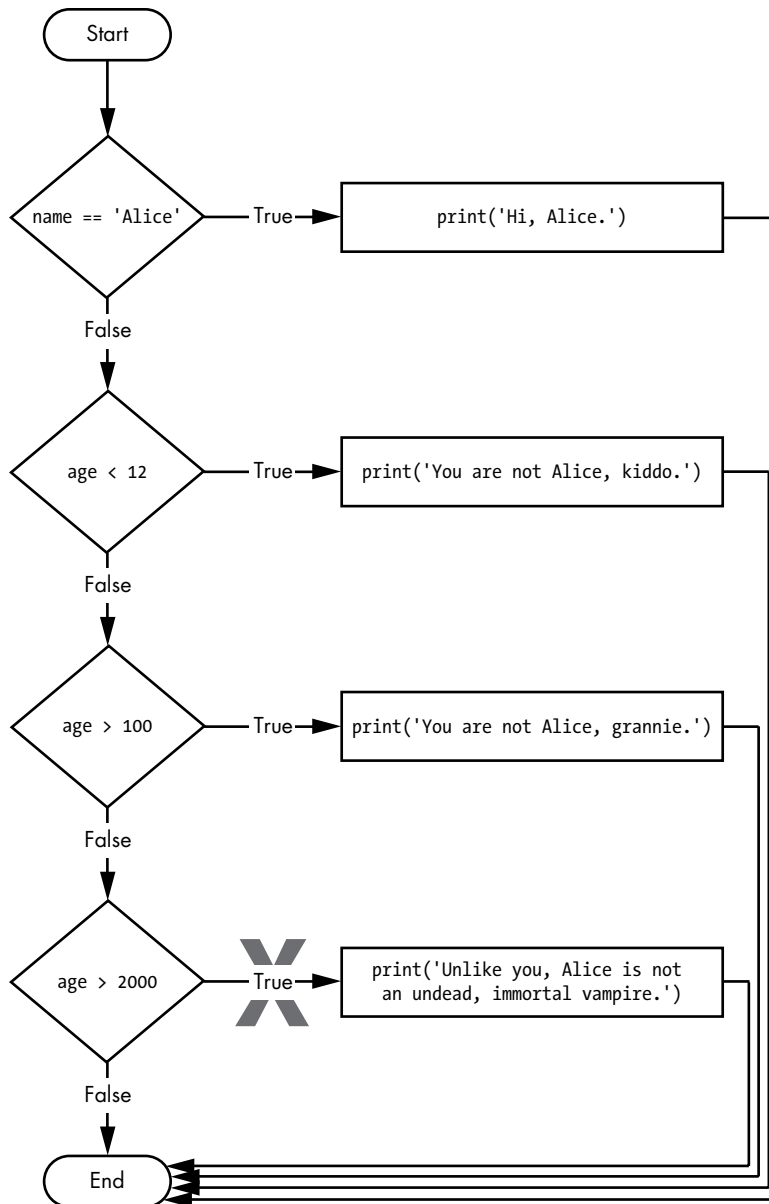 Start
name == 'Alice'
True
print('Hi, Alice.')
False
age < 12
True
print('You are not Alice, kiddo.')
False
age > 100
True
print('You are not Alice, grannie.')
False
age > 2000
True
print('Unlike you, Alice is not
an undead, immortal vampire.')
False
End